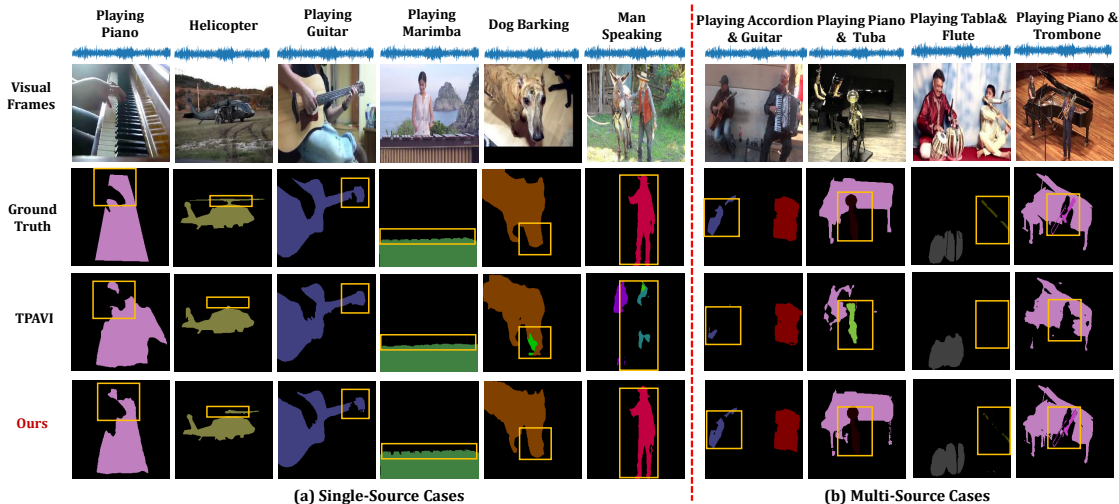 Playing
Piano
Helicopter
Playing
Guitar
Playing
Marimba
Dog Barking
Man
Speaking
Playing Accordion
& Guitar
Playing Piano
& Tuba
Playing Tabla&
Flute
Playing Piano &
Trombone
Visual
Frames
Ground
Truth
TPAVI
Ours
(a) Single-Source Cases
(b) Multi-Source Cases